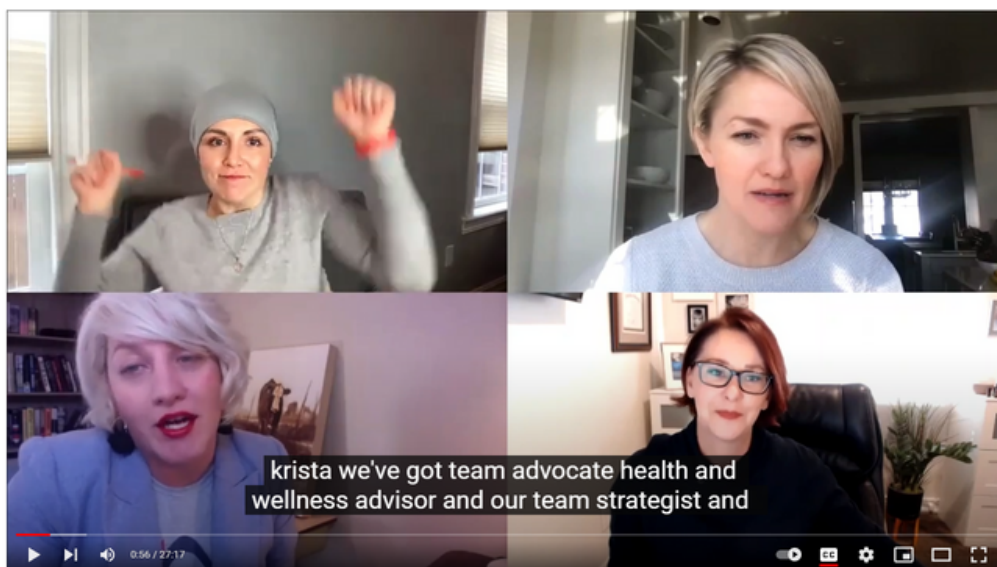 krista we've got team advocate health and
wellness advisor and our team strategist and
0:56 / 27:17
CC